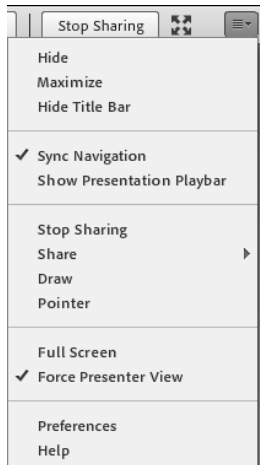 Stop Sharing
Hide
Maximize
Hide Title Bar
Sync Navigation
Show Presentation Playbar
Stop Sharing
Share
Draw
Pointer
Full Screen
Force Presenter View
Preferences
Help